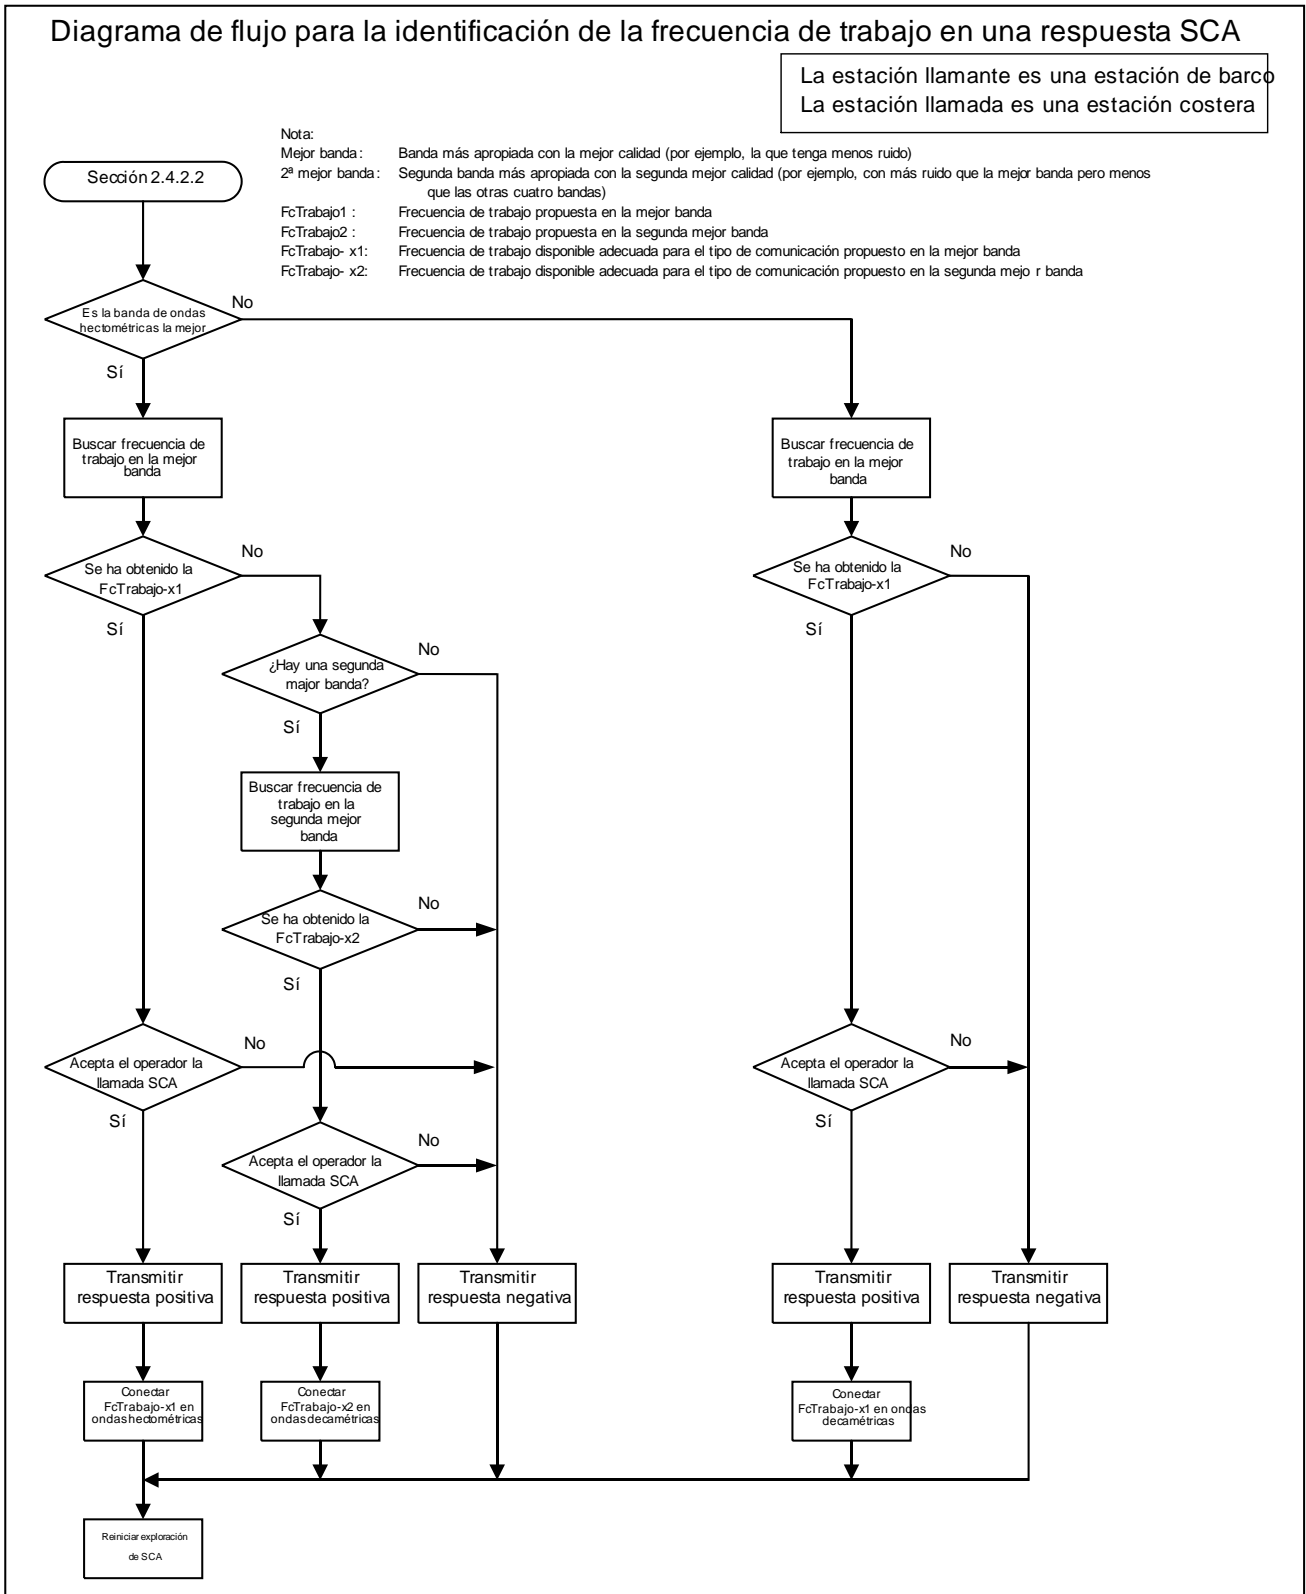 Diagrama de flujo para la identificación de la frecuencia de trabajo en una respuesta SCA
La estación llamante es una estación de barco
La estación llamada es una estación costera
Nota:
Mejor banda: Banda más apropiada con la mejor calidad (por ejemplo, la que tenga menos ruido)
2ª mejor banda: Segunda banda más apropiada con la segunda mejor calidad (por ejemplo, con más ruido que la mejor banda pero menos
que las otras cuatro bandas)
FcTrabajo1 : Frecuencia de trabajo propuesta en la mejor banda
FcTrabajo2 : Frecuencia de trabajo propuesta en la segunda mejor banda
FcTrabajo- x1: Frecuencia de trabajo disponible adecuada para el tipo de comunicación propuesto en la mejor banda
FcTrabajo- x2: Frecuencia de trabajo disponible adecuada para el tipo de comunicación propuesto en la segunda mejo r banda
Sección 2.4.2.2
Es la banda de ondas
hectométricas la mejor
No
Sí
Buscar frecuencia de
trabajo en la mejor
banda
Buscar frecuencia de
trabajo en la mejor
banda
Se ha obtenido la
FcTrabajo-x1
No
Sí
Se ha obtenido la
FcTrabajo-x1
No
Sí
¿Hay una segunda
major banda?
No
Sí
Buscar frecuencia de
trabajo en la
segunda mejor
banda
Se ha obtenido la
FcTrabajo-x2
No
Sí
Acepta el operador la
llamada SCA
No
Sí
Acepta el operador la
llamada SCA
No
Sí
Acepta el operador la
llamada SCA
No
Sí
Transmitir
respuesta positiva
Transmitir
respuesta positiva
Transmitir
respuesta negativa
Transmitir
respuesta positiva
Transmitir
respuesta negativa
Conectar
FcTrabajo-x1 en
ondas hectométricas
Conectar
FcTrabajo-x2 en
ondas decamétricas
Conectar
FcTrabajo-x1 en ondas
decamétricas
Reiniciar exploración
de SCA